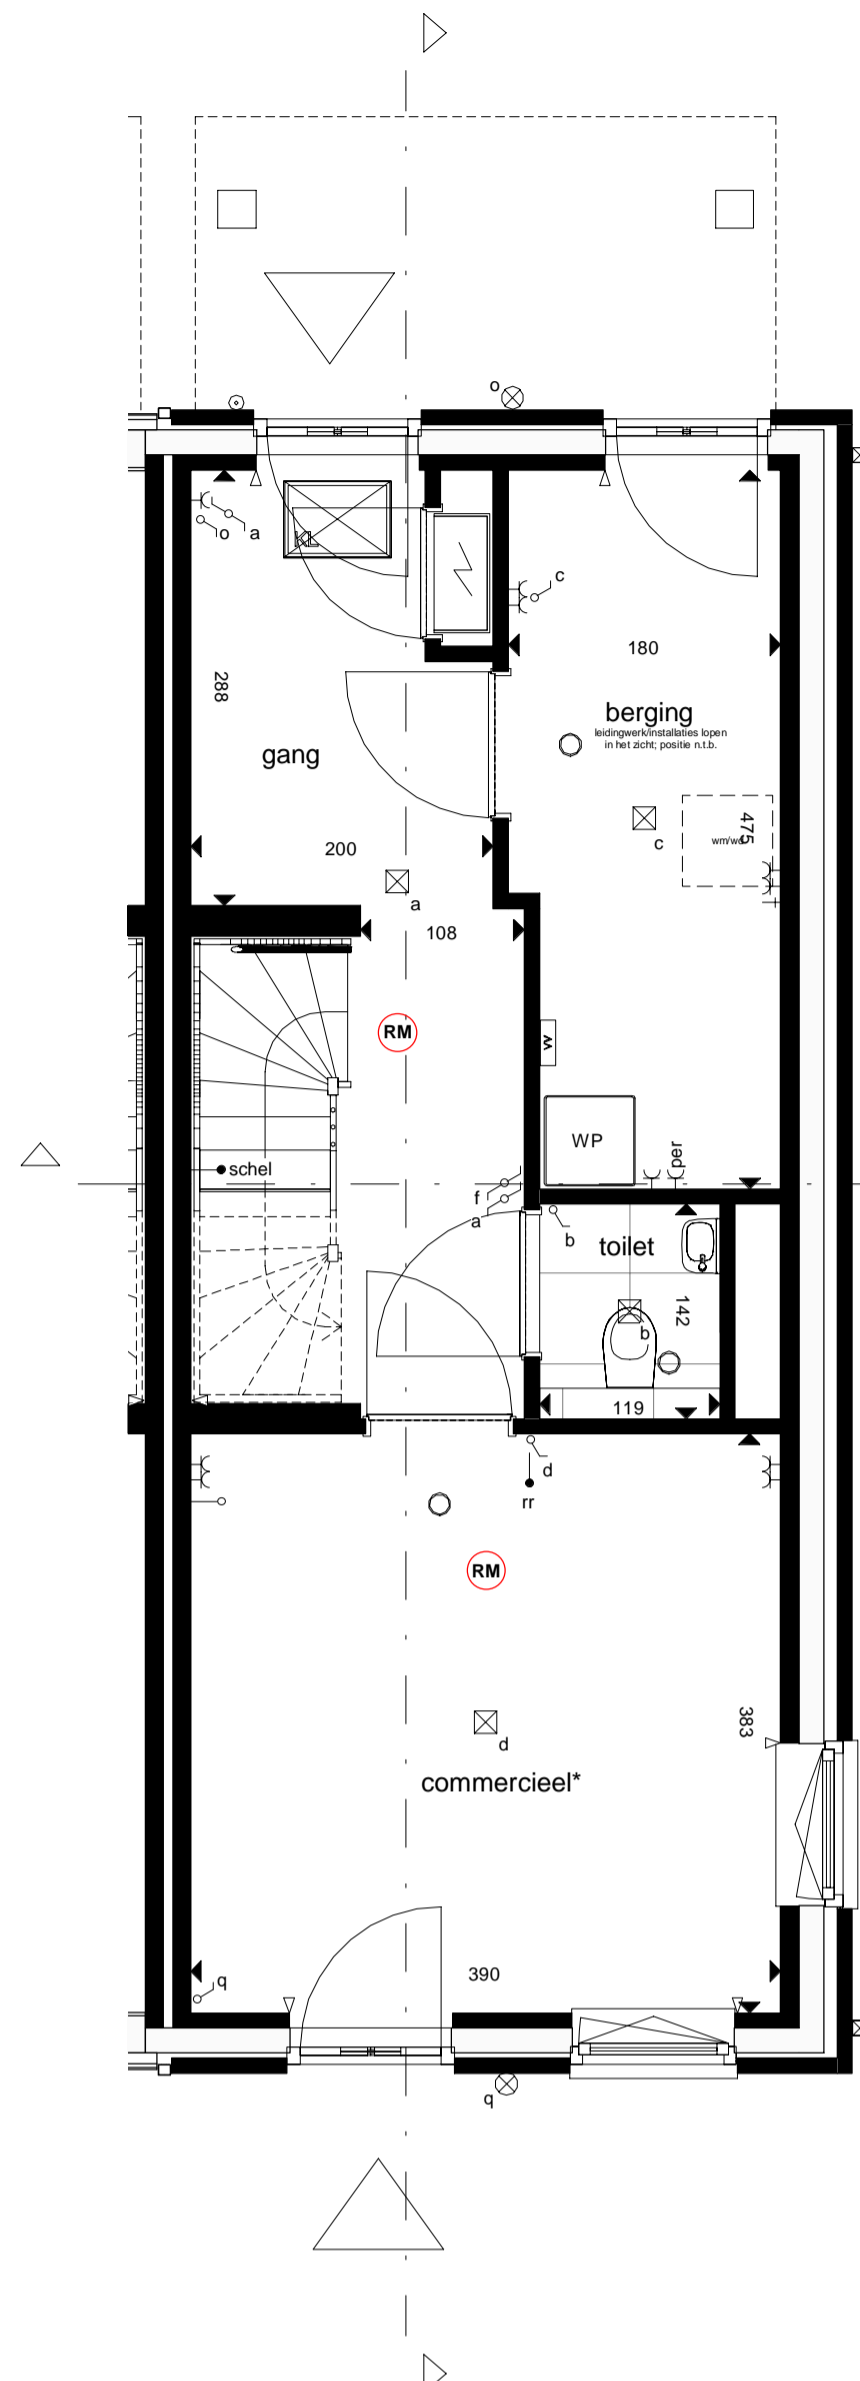 o
o
a
c
180
288
berging
leidingwerk/installaties lopen
in het zicht; positie n.t.b.
gang
475
wm/wd
200
c
a
108
RM
w
WP
ped
schel
f
a
b
toilet
142
b
119
d
rr
RM
383
d
commercieel*
390
q
q